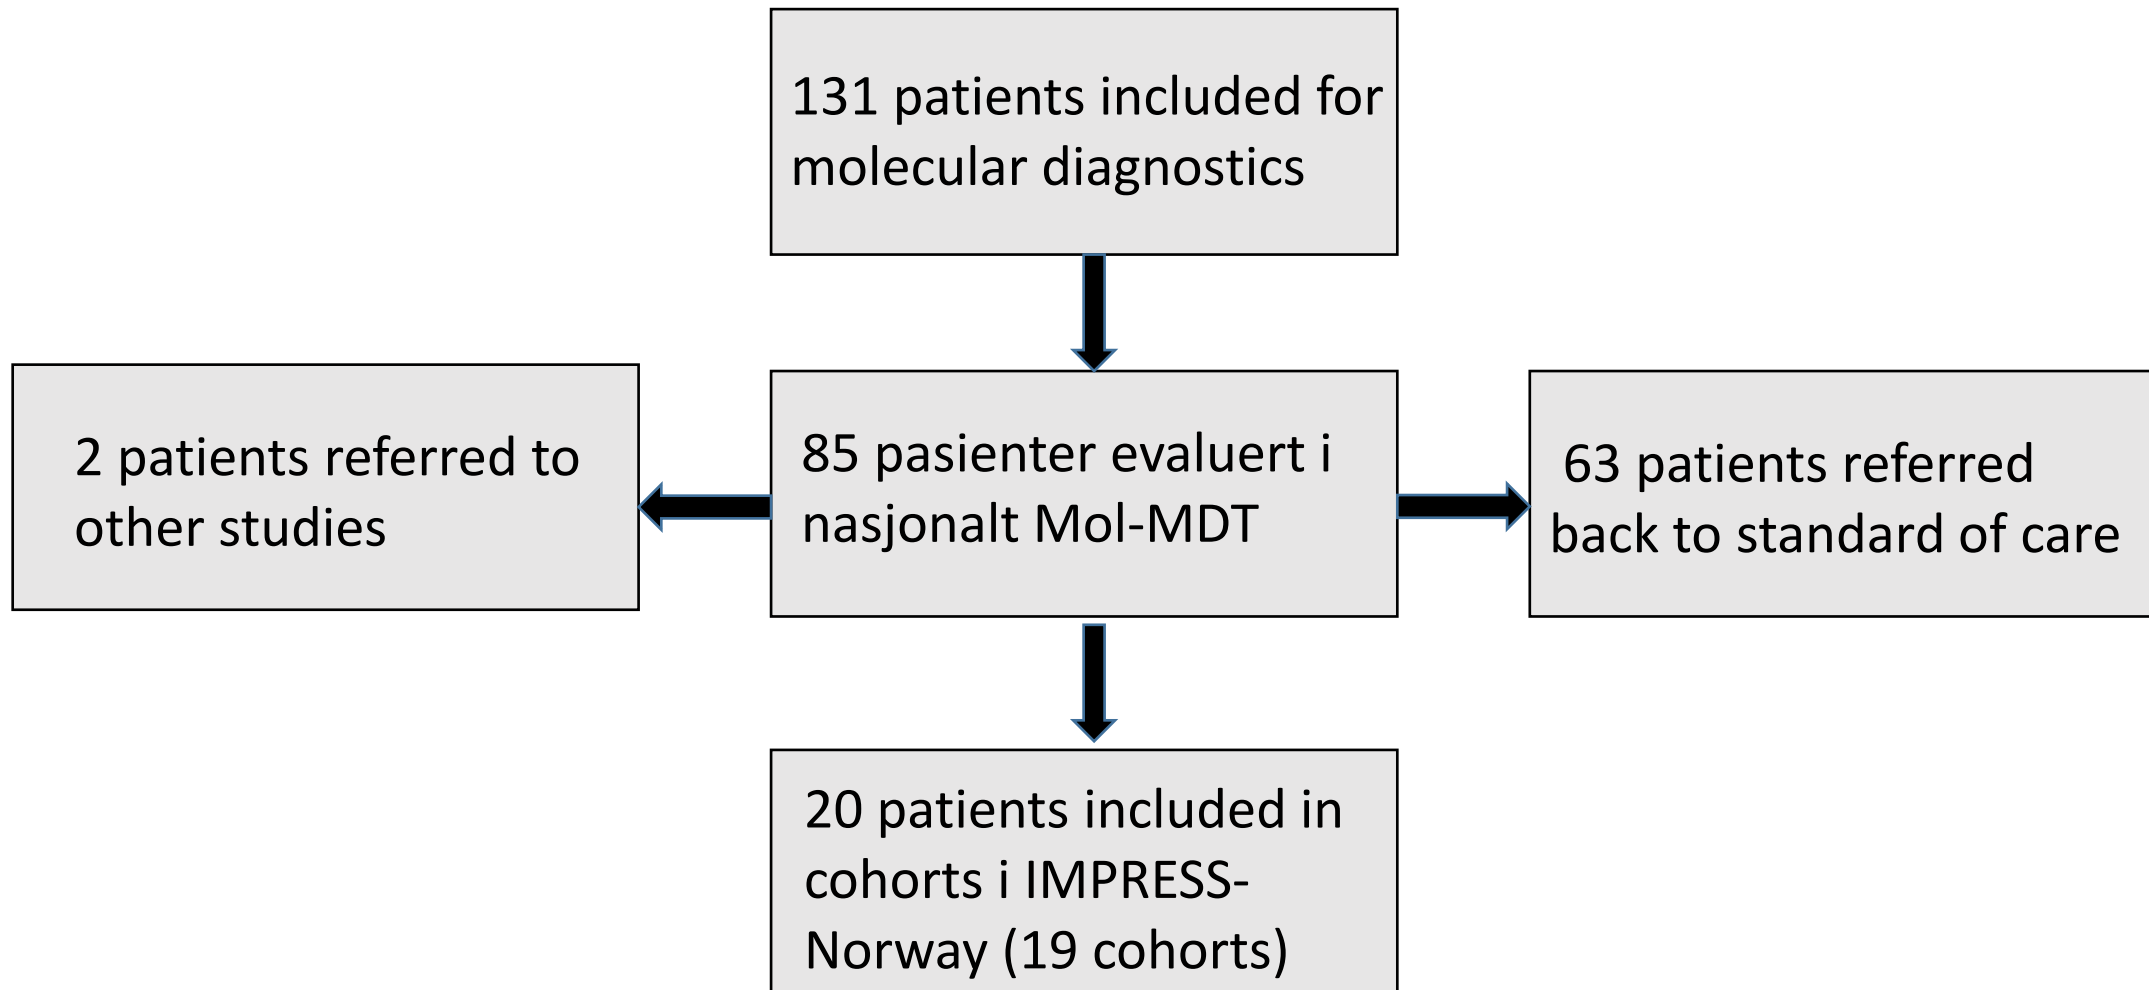 131 patients included for
molecular diagnostics
2 patients referred to
other studies
85 pasienter evaluert i
nasjonalt Mol-MDT
63 patients referred
back to standard of care
20 patients included in
cohorts i IMPRESS-
Norway (19 cohorts)